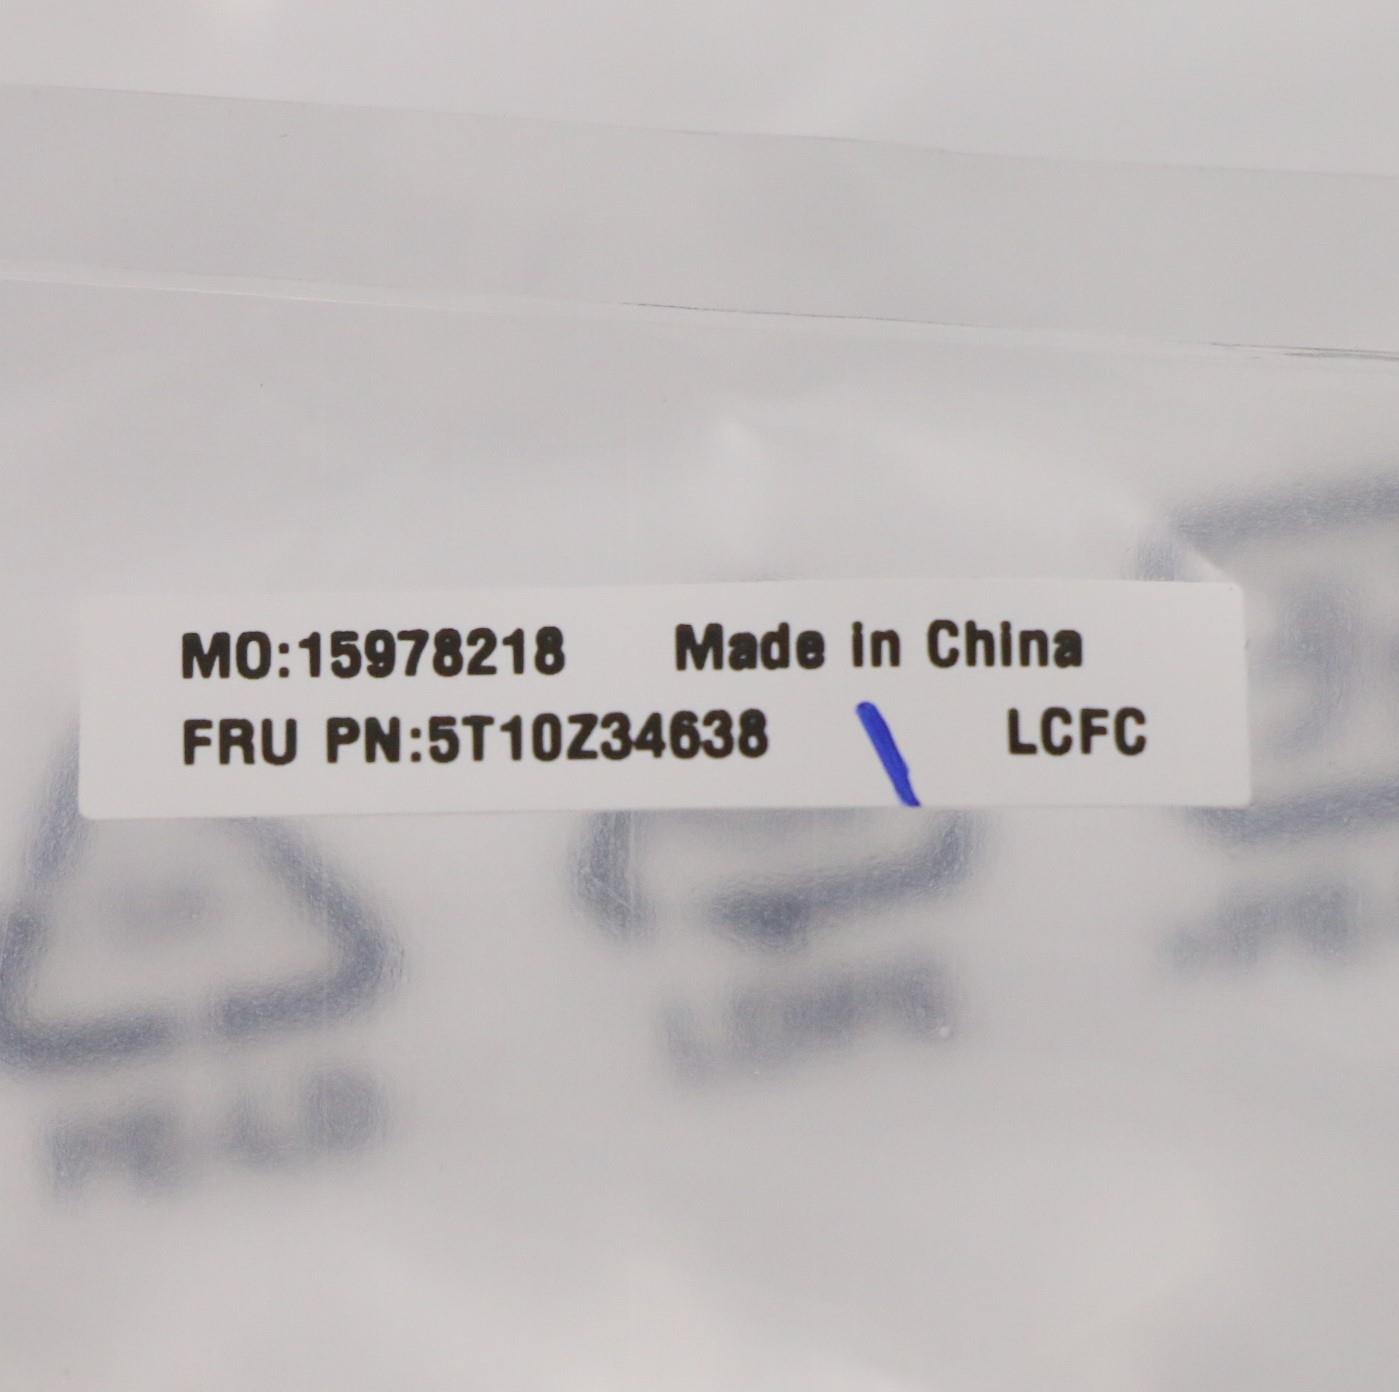 MO:15978218 Made in China
FRU PN:5T10Z34638 LCFC